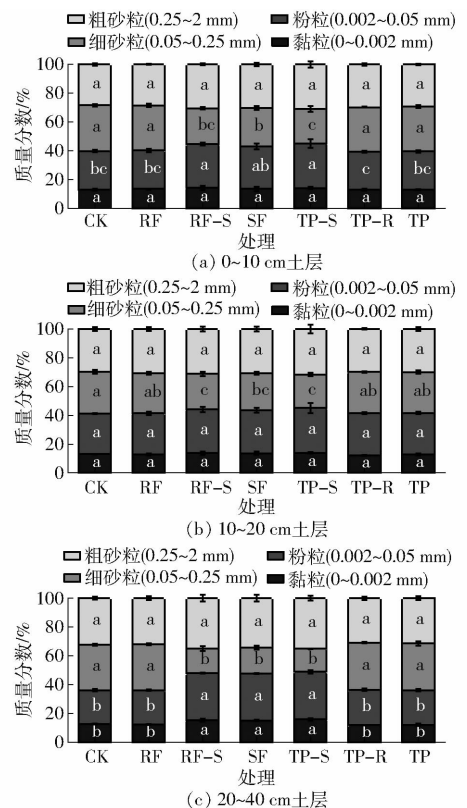 粗砂粒(0.25~2 mm) 粉粒(0.002~0.05 mm)
细砂粒(0.05~0.25 mm) 黏粒(0~0.002 mm)
质量分数/%
100
80
60
40
20
0
a a a a a a a
a a bc b c a a
bc bc a ab a c bc
a a a a a a a
CK RF RF-S SF TP-S TP-R TP
处理
(a) 0~10 cm土层
粗砂粒(0.25~2 mm) 粉粒(0.002~0.05 mm)
细砂粒(0.05~0.25 mm) 黏粒(0~0.002 mm)
质量分数/%
100
80
60
40
20
0
a a a a a a a
a ab c bc c ab ab
a a a a a a a
a a a a a a a
CK RF RF-S SF TP-S TP-R TP
处理
(b) 10~20 cm土层
粗砂粒(0.25~2 mm) 粉粒(0.002~0.05 mm)
细砂粒(0.05~0.25 mm) 黏粒(0~0.002 mm)
质量分数/%
100
80
60
40
20
0
a a a a a a a
a a b b b a a
b b a a a b b
b b a a a b b
CK RF RF-S SF TP-S TP-R TP
处理
(c) 20~40 cm土层